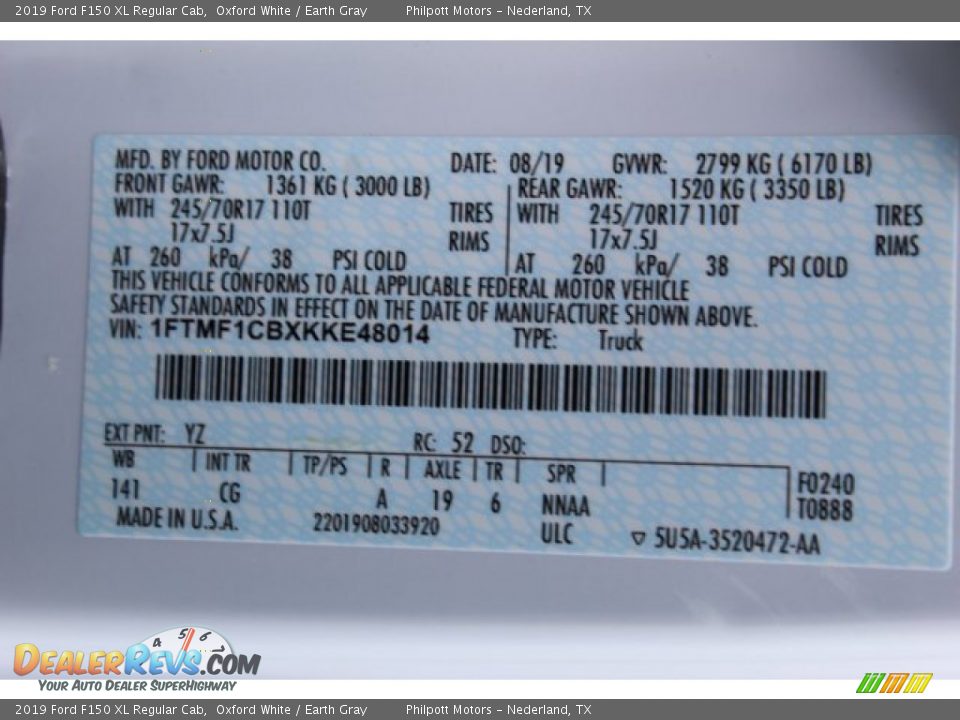 2019 Ford F150 XL Regular Cab,  Oxford White / Earth Gray  Philpott Motors – Nederland, TX
MFD. BY FORD MOTOR CO.  DATE: 08/19  GVWR: 2799 KG ( 6170 LB)
FRONT GAWR: 1361 KG ( 3000 LB)  REAR GAWR: 1520 KG ( 3350 LB)
WITH 245/70R17 110T TIRES  WITH 245/70R17 110T TIRES
17x7.5J RIMS  17x7.5J RIMS
AT 260 kPa/ 38 PSI COLD  AT 260 kPa/ 38 PSI COLD
THIS VEHICLE CONFORMS TO ALL APPLICABLE FEDERAL MOTOR VEHICLE
SAFETY STANDARDS IN EFFECT ON THE DATE OF MANUFACTURE SHOWN ABOVE.
VIN: 1FTMF1CBXKKE48014  TYPE: Truck
EXT PNT: YZ  RC: 52 DSO:
WB INT TR TP/PS R AXLE TR SPR  F0240
141 CG A 19 6 NNAA  T0888
MADE IN U.S.A.  2201908033920  ULC  ▽ 5U5A-3520472-AA
4 5 6
DEALERREVS.COM
YOUR AUTO DEALER SUPERHIGHWAY
2019 Ford F150 XL Regular Cab,  Oxford White / Earth Gray  Philpott Motors – Nederland, TX